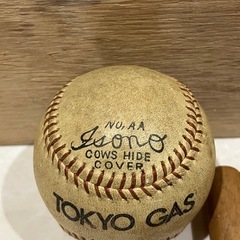 NO, AA
Isono
COWS HIDE
COVER
TOKYO GAS